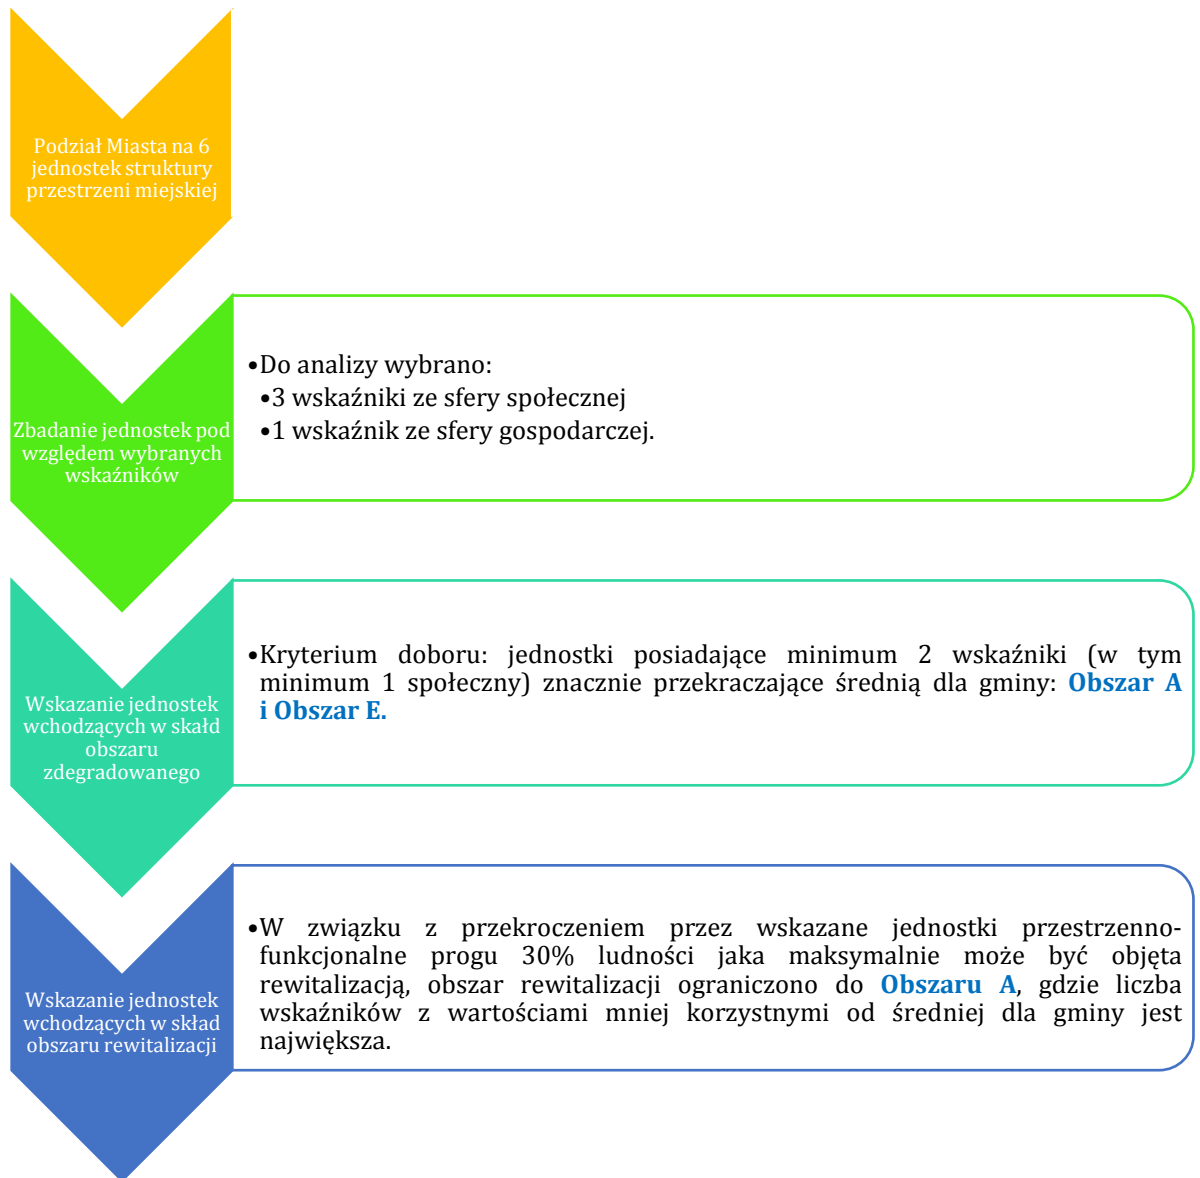 Podział Miasta na 6
jednostek struktury
przestrzeni miejskiej
Zbadanie jednostek pod
względem wybranych
wskaźników
•Do analizy wybrano:
•3 wskaźniki ze sfery społecznej
•1 wskaźnik ze sfery gospodarczej.
Wskazanie jednostek
wchodzących w skałd
obszaru
zdegradowanego
•Kryterium doboru: jednostki posiadające minimum 2 wskaźniki (w tym
minimum 1 społeczny) znacznie przekraczające średnią dla gminy: Obszar A
i Obszar E.
Wskazanie jednostek
wchodzących w skład
obszaru rewitalizacji
•W związku z przekroczeniem przez wskazane jednostki przestrzenno-
funkcjonalne progu 30% ludności jaka maksymalnie może być objęta
rewitalizacją, obszar rewitalizacji ograniczono do Obszaru A, gdzie liczba
wskaźników z wartościami mniej korzystnymi od średniej dla gminy jest
największa.